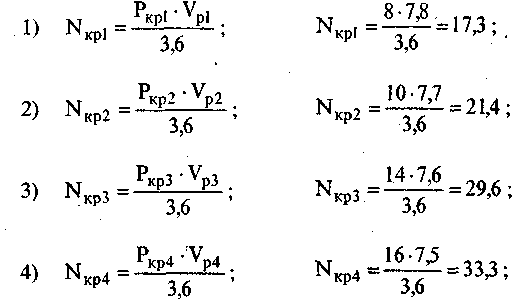 1) N_кр1 = (P_кр1 · V_р1) / 3,6 ; N_кр1 = (8 · 7,8) / 3,6 = 17,3 ;
2) N_кр2 = (P_кр2 · V_р2) / 3,6 ; N_кр2 = (10 · 7,7) / 3,6 = 21,4 ;
3) N_кр3 = (P_кр3 · V_р3) / 3,6 ; N_кр3 = (14 · 7,6) / 3,6 = 29,6 ;
4) N_кр4 = (P_кр4 · V_р4) / 3,6 ; N_кр4 = (16 · 7,5) / 3,6 = 33,3 ;